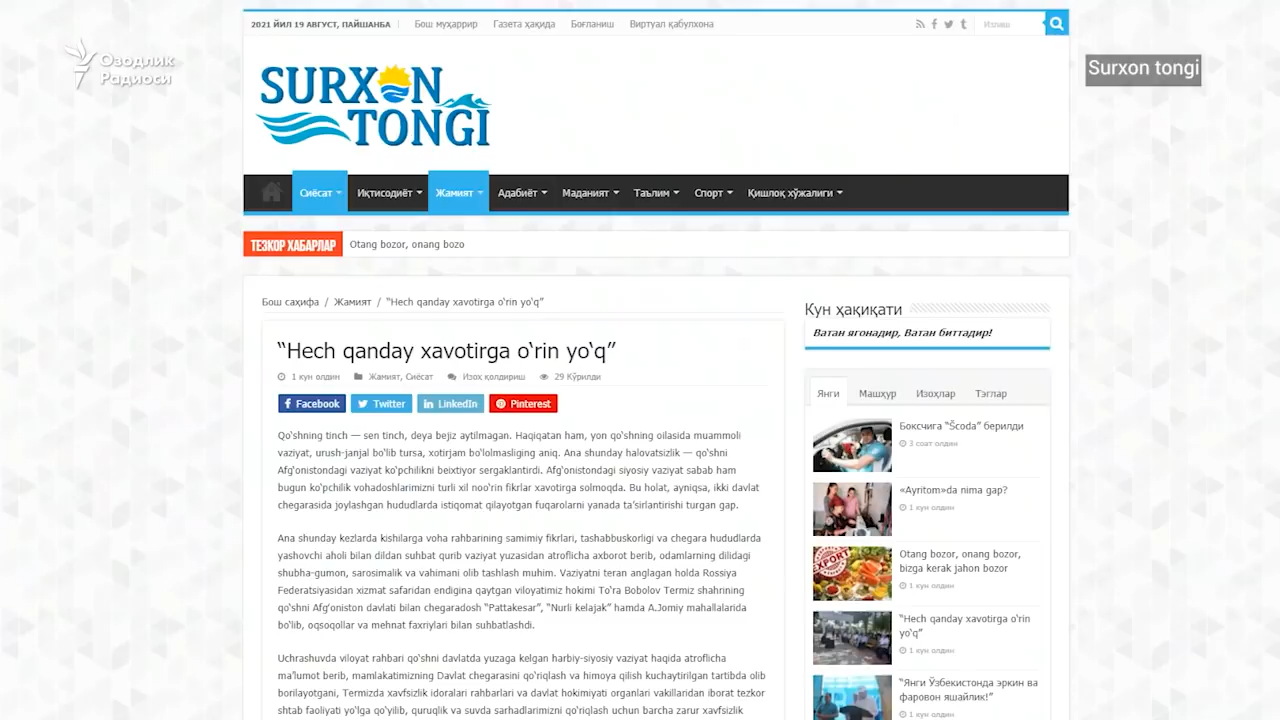 2021 ЙИЛ 19 АВГУСТ, ПАЙШАНБА
Бош муҳаррир
Газета ҳақида
Боғланиш
Виртуал қабулхона
Излиш
Озодлик
Радиоси
Surxon tongi
SURXON
TONGI
Сиёсат
Иқтисодиёт
Жамият
Адабиёт
Маданият
Таълим
Спорт
Қишлоқ хўжалиги
ТЕЗКОР ХАБАРЛАР
Otang bozor, onang bozo
Бош саҳифа / Жамият / “Hech qanday xavotirga o‘rin yo‘q”
“Hech qanday xavotirga o‘rin yo‘q”
1 кун олдин
Жамият, Сиёсат
Изоҳ қолдириш
29 Кўрилди
Facebook
Twitter
LinkedIn
Pinterest
Qo‘shning tinch — sen tinch, deya bejiz aytilmagan. Haqiqatan ham, yon qo‘shning oilasida muammoli
vaziyat, urush-janjal bo‘lib tursa, xotirjam bo‘lolmasliging aniq. Ana shunday halovatsizlik — qo‘shni
Afg‘onistondagi vaziyat ko‘pchilikni beixtiyor sergaklantirdi. Afg‘onistondagi siyosiy vaziyat sabab ham
bugun ko‘pchilik vohadoshlarimizni turli xil noo‘rin fikrlar xavotirga solmoqda. Bu holat, ayniqsa, ikki davlat
chegarasida joylashgan hududlarda istiqomat qilayotgan fuqarolarni yanada ta’sirlantirishi turgan gap.
Ana shunday kezlarda kishilarga voha rahbarining samimiy fikrlari, tashabbuskorligi va chegara hududlarda
yashovchi aholi bilan dildan suhbat qurib vaziyat yuzasidan atroflicha axborot berib, odamlarning dilidagi
shubha-gumon, sarosimalik va vahimani olib tashlash muhim. Vaziyatni teran anglagan holda Rossiya
Federatsiyasidan xizmat safaridan endigina qaytgan viloyatimiz hokimi To‘ra Bobolov Termiz shahrining
qo‘shni Afg‘oniston davlati bilan chegaradosh “Pattakesar”, “Nurli kelajak” hamda A.Jomiy mahallalarida
bo‘lib, oqsoqollar va mehnat faxriylari bilan suhbatlashdi.
Uchrashuvda viloyat rahbari qo‘shni davlatda yuzaga kelgan harbiy-siyosiy vaziyat haqida atroflicha
ma’lumot berib, mamlakatimizning Davlat chegarasini qo‘riqlash va himoya qilish kuchaytirilgan tartibda olib
borilayotgani, Termizda xavfsizlik idoralari rahbarlari va davlat hokimiyati organlari vakillaridan iborat tezkor
shtab faoliyati yo‘lga qo‘yilib, quruqlik va suvda sarhadlarimizni qo‘riqlash uchun barcha zarur xavfsizlik
Кун ҳақиқати
Ватан ягонадир, Ватан биттадир!
Янги
Машҳур
Изоҳлар
Тэглар
Боксчига “Šcoda” берилди
3 соат олдин
«Ayritom»da nima gap?
1 кун олдин
EXPORT
Otang bozor, onang bozor,
bizga kerak jahon bozor
1 кун олдин
“Hech qanday xavotirga o‘rin
yo‘q”
1 кун олдин
“Янги Ўзбекистонда эркин ва
фаровон яшайлик!”
1 кун олдин